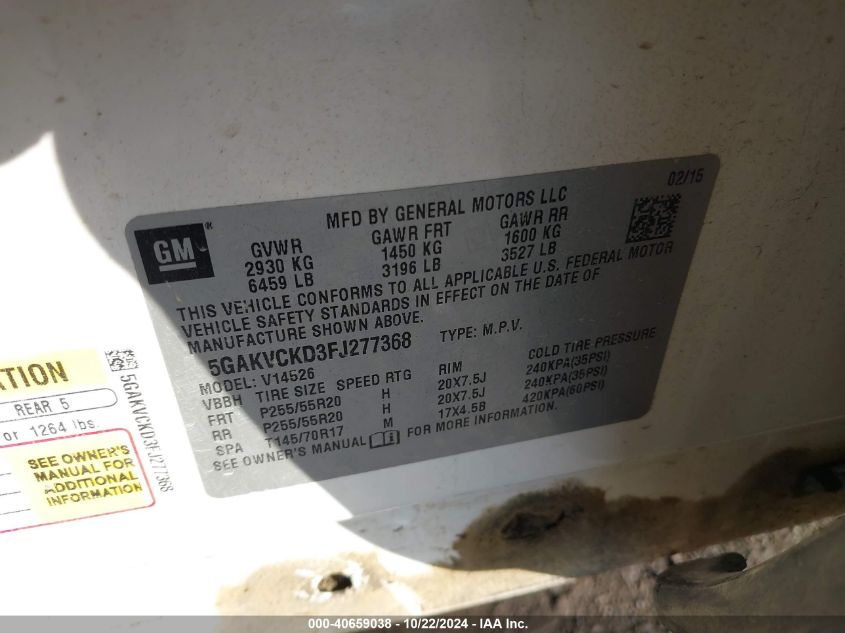 02/15
MFD BY GENERAL MOTORS LLC
GM®
GVWR GAWR FRT GAWR RR
2930 KG 1450 KG 1600 KG
6459 LB 3196 LB 3527 LB
THIS VEHICLE CONFORMS TO ALL APPLICABLE U.S. FEDERAL MOTOR
VEHICLE SAFETY STANDARDS IN EFFECT ON THE DATE OF
MANUFACTURE SHOWN ABOVE.
5GAKVCKD3FJ277368 TYPE: M.P.V.
MODEL: V14526
VBBH TIRE SIZE SPEED RTG RIM COLD TIRE PRESSURE
FRT P255/55R20 H 20X7.5J 240KPA(35PSI)
RR P255/55R20 H 20X7.5J 240KPA(35PSI)
SPA T145/70R17 M 17X4.5B 420KPA(60PSI)
SEE OWNER'S MANUAL FOR MORE INFORMATION.
ATION
REAR 5
or 1264 lbs.
SEE OWNER'S
MANUAL FOR
ADDITIONAL
INFORMATION
5GAKVCKD3FJ277368
000-40659038 - 10/22/2024 - IAA Inc.